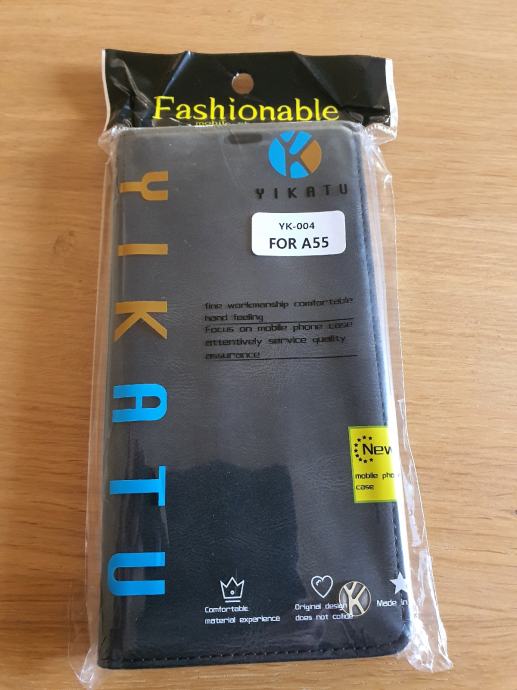 Fashionable
YIKATU
YIKATU
YK-004
FOR A55
fine workmanship comfortable
hand feeling
Focus on mobile phone case
attentively service quality
assurance
New
mobile pho
case
Comfortable
material experience
Original design
does not collide
Made in